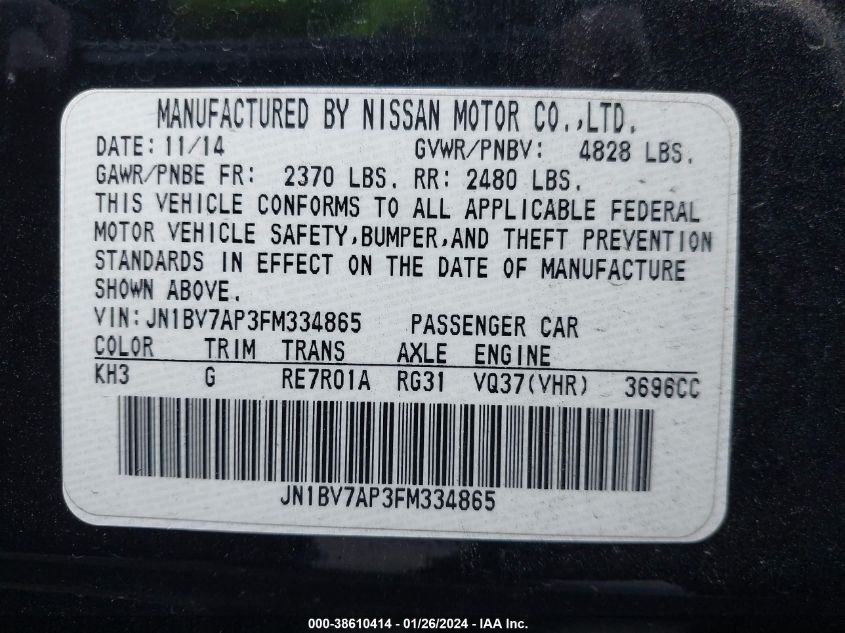 MANUFACTURED BY NISSAN MOTOR CO.,LTD.
DATE: 11/14 GVWR/PNBV: 4828 LBS.
GAWR/PNBE FR: 2370 LBS. RR: 2480 LBS.
THIS VEHICLE CONFORMS TO ALL APPLICABLE FEDERAL
MOTOR VEHICLE SAFETY,BUMPER,AND THEFT PREVENTION
STANDARDS IN EFFECT ON THE DATE OF MANUFACTURE
SHOWN ABOVE.
VIN: JN1BV7AP3FM334865 PASSENGER CAR
COLOR TRIM TRANS AXLE ENGINE
KH3 G RE7R01A RG31 VQ37(VHR) 3696CC
JN1BV7AP3FM334865
000-38610414 - 01/26/2024 - IAA Inc.